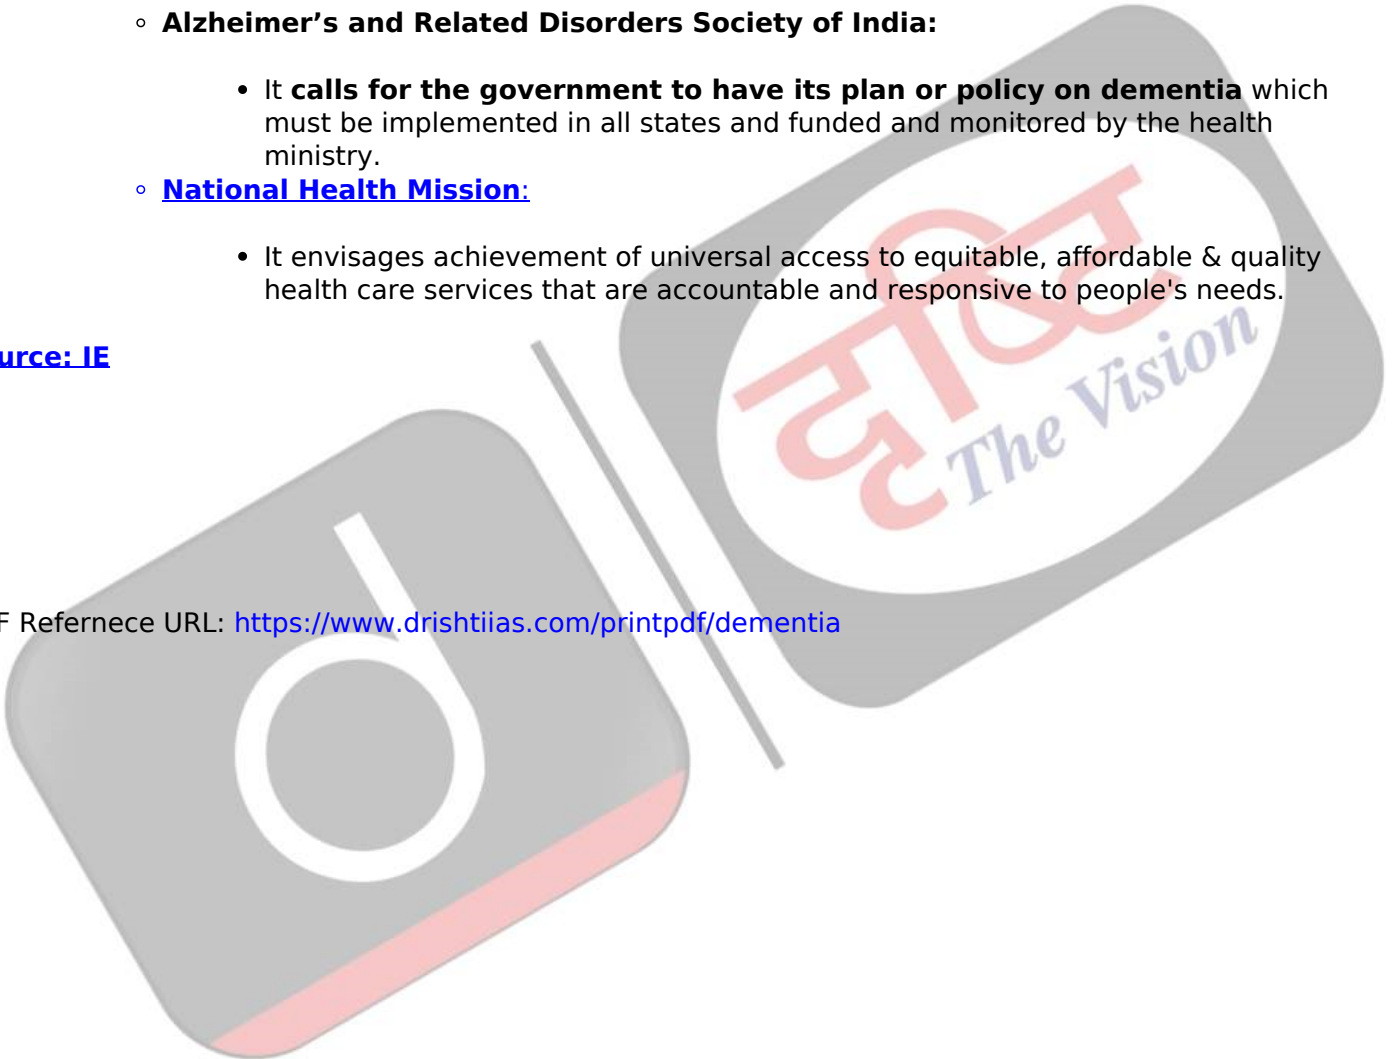 Alzheimer’s and Related Disorders Society of India:
It calls for the government to have its plan or policy on dementia which
must be implemented in all states and funded and monitored by the health
ministry.
National Health Mission:
It envisages achievement of universal access to equitable, affordable & quality
health care services that are accountable and responsive to people's needs.
urce: IE
दृष्टि
The Vision
d
F Refernece URL: https://www.drishtiias.com/printpdf/dementia